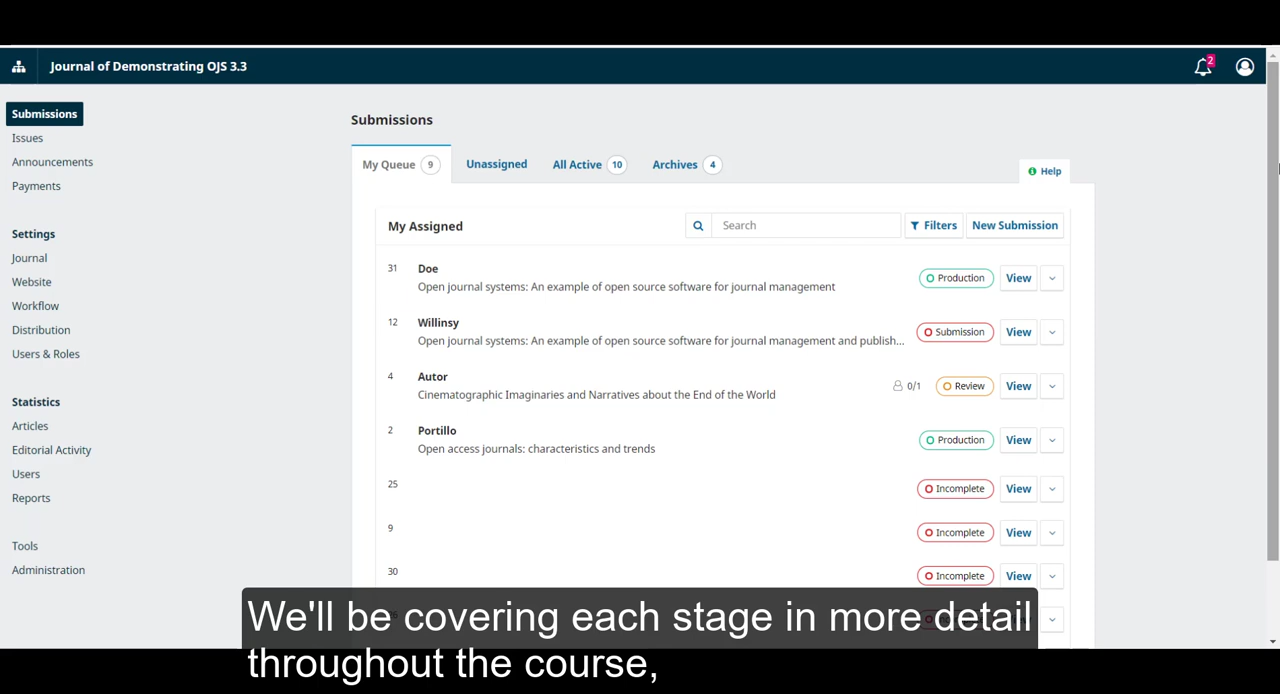 Journal of Demonstrating OJS 3.3
2
Submissions
Issues
Announcements
Payments
Settings
Journal
Website
Workflow
Distribution
Users & Roles
Statistics
Articles
Editorial Activity
Users
Reports
Tools
Administration
Submissions
My Queue 9 Unassigned All Active 10 Archives 4
Help
My Assigned Search Filters New Submission
31 Doe Production View
Open journal systems: An example of open source software for journal management
12 Willinsy Submission View
Open journal systems: An example of open source software for journal management and publish...
4 Autor 0/1 Review View
Cinematographic Imaginaries and Narratives about the End of the World
2 Portillo Production View
Open access journals: characteristics and trends
25 Incomplete View
9 Incomplete View
30 Incomplete View
We'll be covering each stage in more detail
throughout the course,